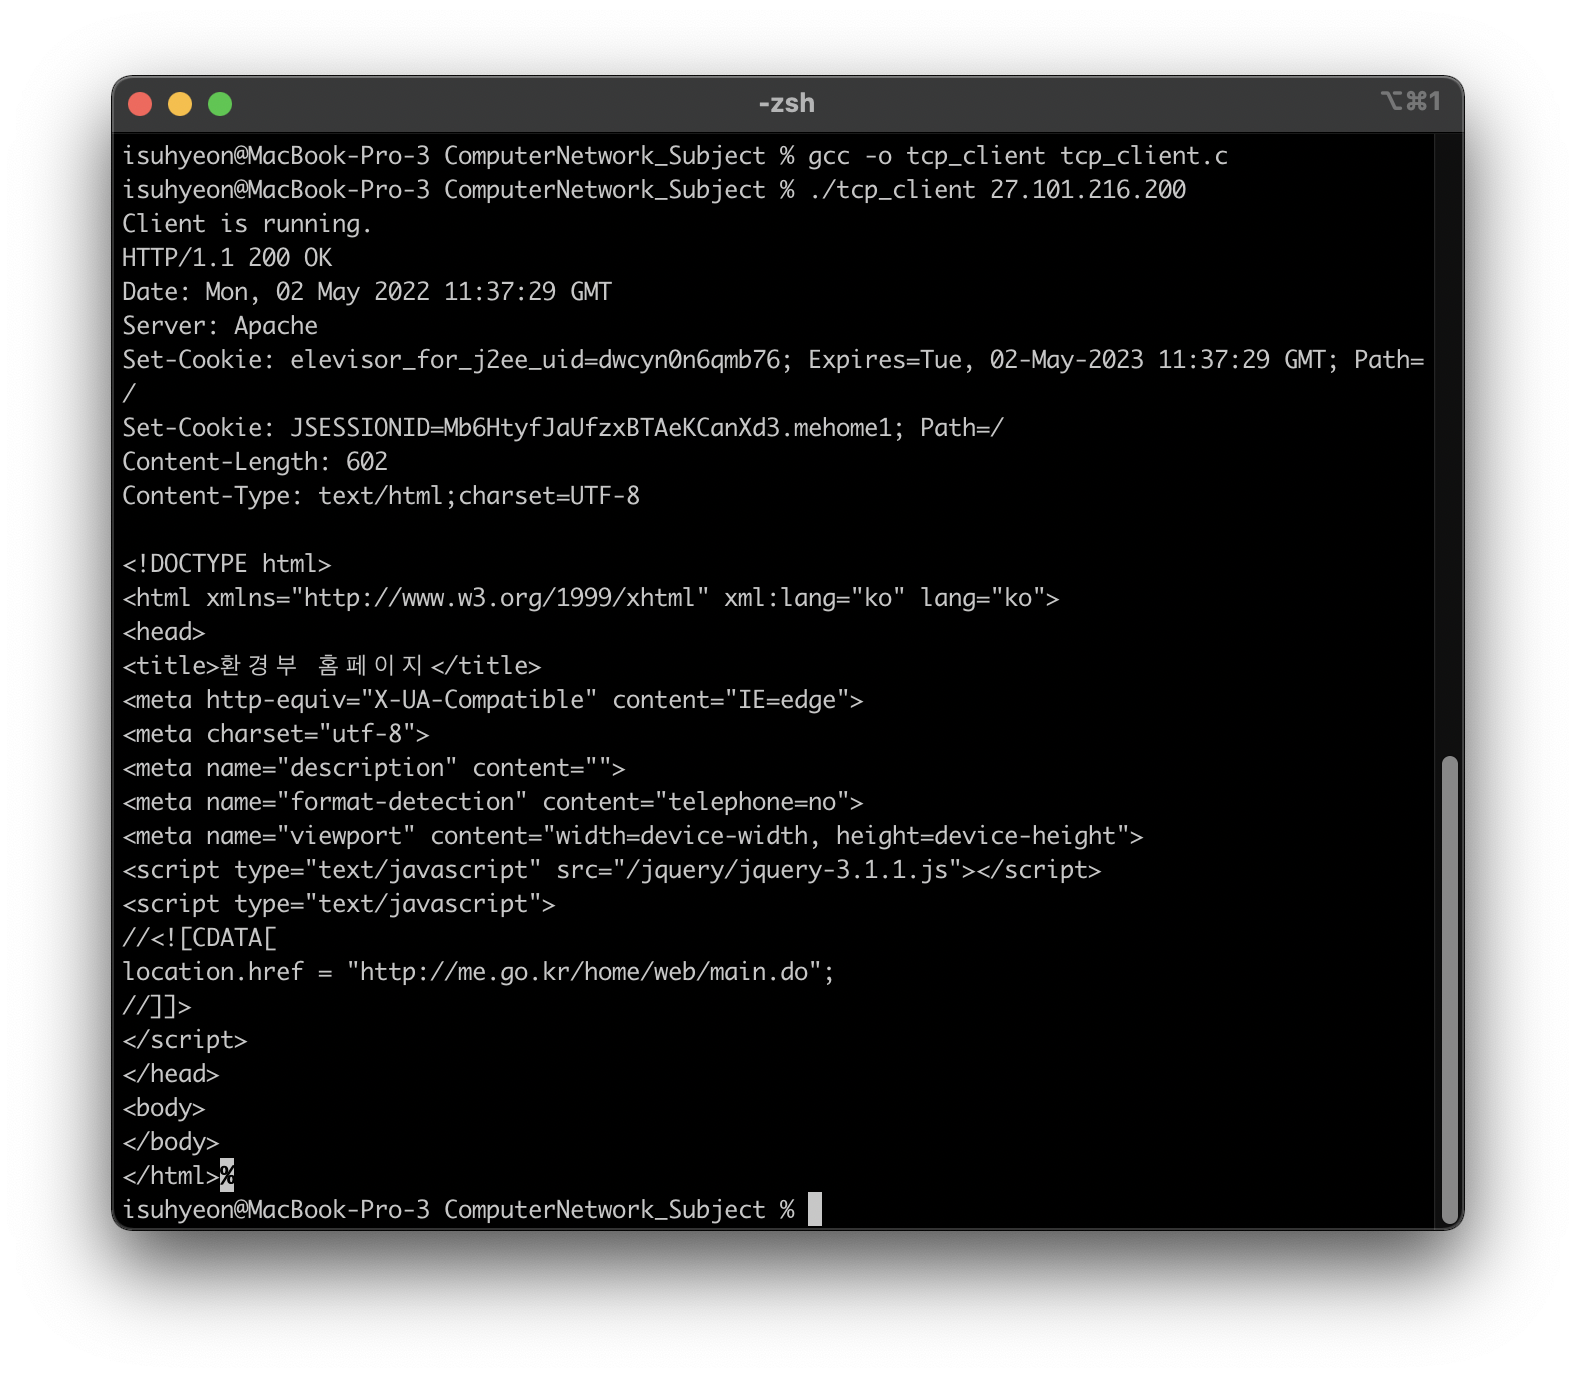 -zsh
⌥⌘1
isuhyeon@MacBook-Pro-3 ComputerNetwork_Subject % gcc -o tcp_client tcp_client.c
isuhyeon@MacBook-Pro-3 ComputerNetwork_Subject % ./tcp_client 27.101.216.200
Client is running.
HTTP/1.1 200 OK
Date: Mon, 02 May 2022 11:37:29 GMT
Server: Apache
Set-Cookie: elevisor_for_j2ee_uid=dwcyn0n6qmb76; Expires=Tue, 02-May-2023 11:37:29 GMT; Path=
/
Set-Cookie: JSESSIONID=Mb6HtyfJaUfzxBTAeKCanXd3.mehome1; Path=/
Content-Length: 602
Content-Type: text/html;charset=UTF-8

<!DOCTYPE html>
<html xmlns="http://www.w3.org/1999/xhtml" xml:lang="ko" lang="ko">
<head>
<title>환경부 홈페이지</title>
<meta http-equiv="X-UA-Compatible" content="IE=edge">
<meta charset="utf-8">
<meta name="description" content="">
<meta name="format-detection" content="telephone=no">
<meta name="viewport" content="width=device-width, height=device-height">
<script type="text/javascript" src="/jquery/jquery-3.1.1.js"></script>
<script type="text/javascript">
//<![CDATA[
location.href = "http://me.go.kr/home/web/main.do";
//]]>
</script>
</head>
<body>
</body>
</html>%
isuhyeon@MacBook-Pro-3 ComputerNetwork_Subject %